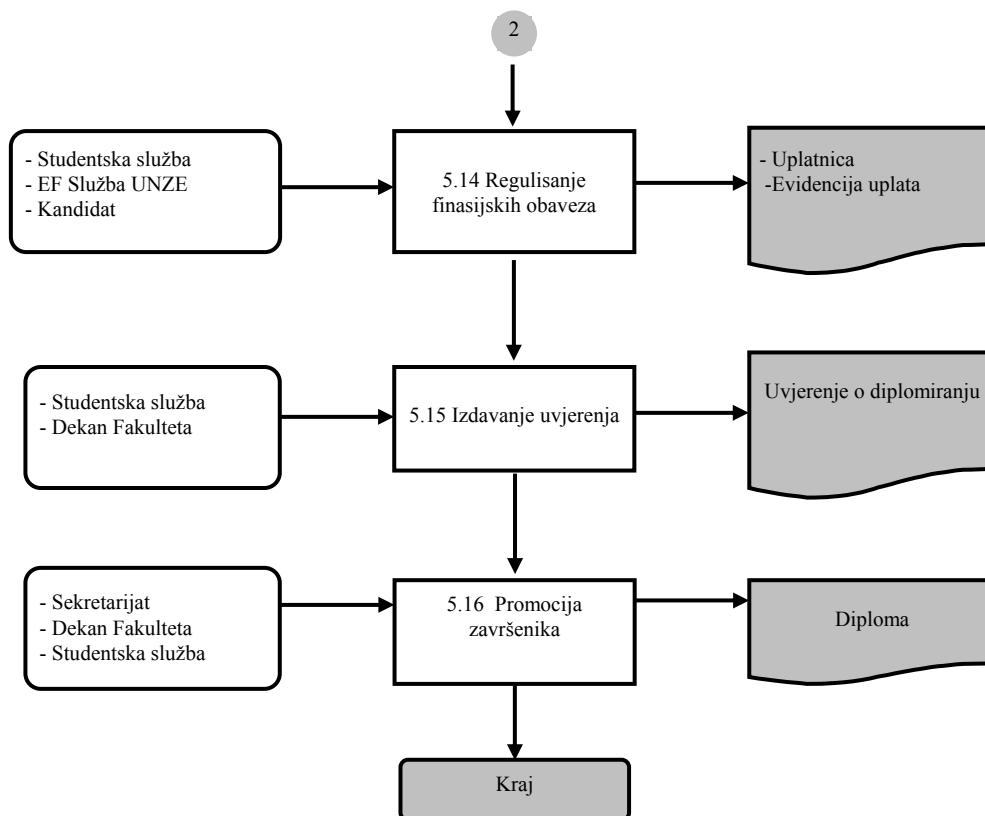 2
- Studentska služba
- EF Služba UNZE
- Kandidat
5.14 Regulisanje
finasijskih obaveza
- Uplatnica
-Evidencija uplata
- Studentska služba
- Dekan Fakulteta
5.15 Izdavanje uvjerenja
Uvjerenje o diplomiranju
- Sekretarijat
- Dekan Fakulteta
- Studentska služba
5.16 Promocija
završenika
Diploma
Kraj